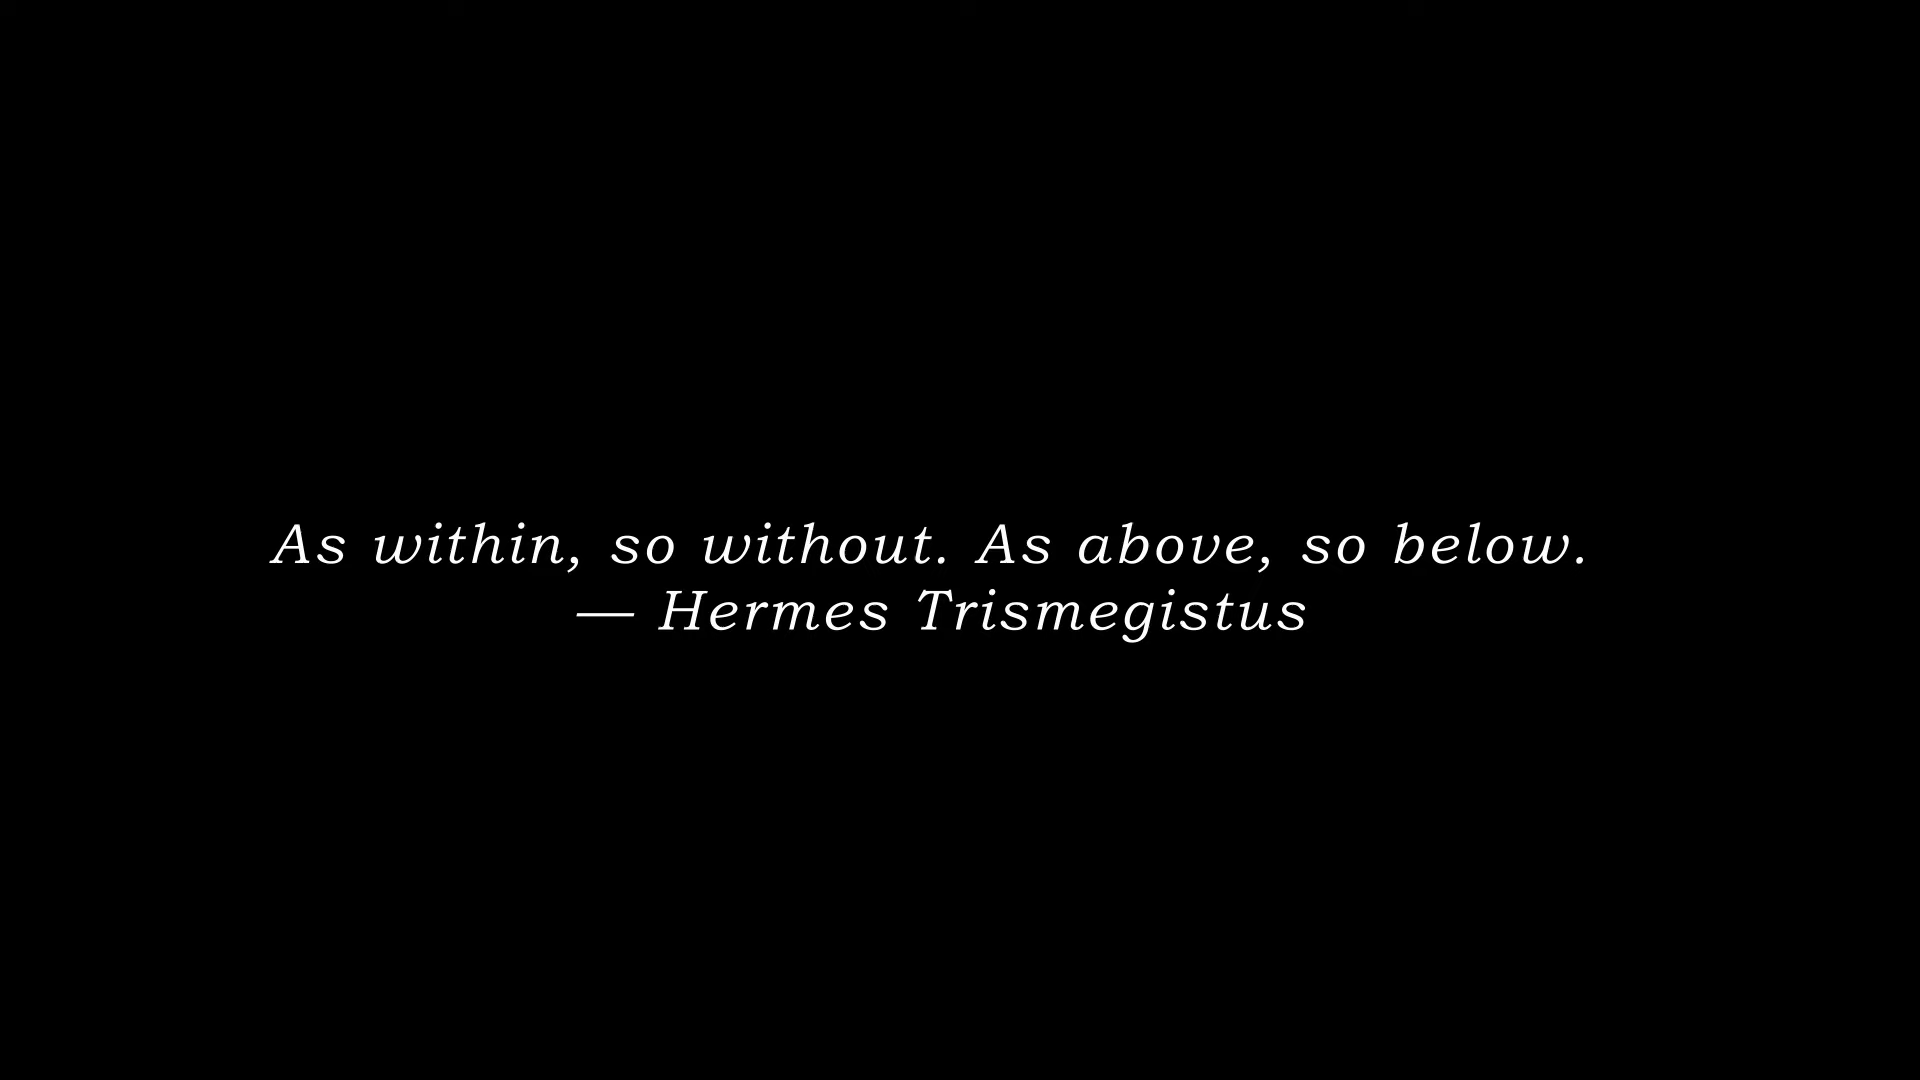 As within, so without. As above, so below.
— Hermes Trismegistus